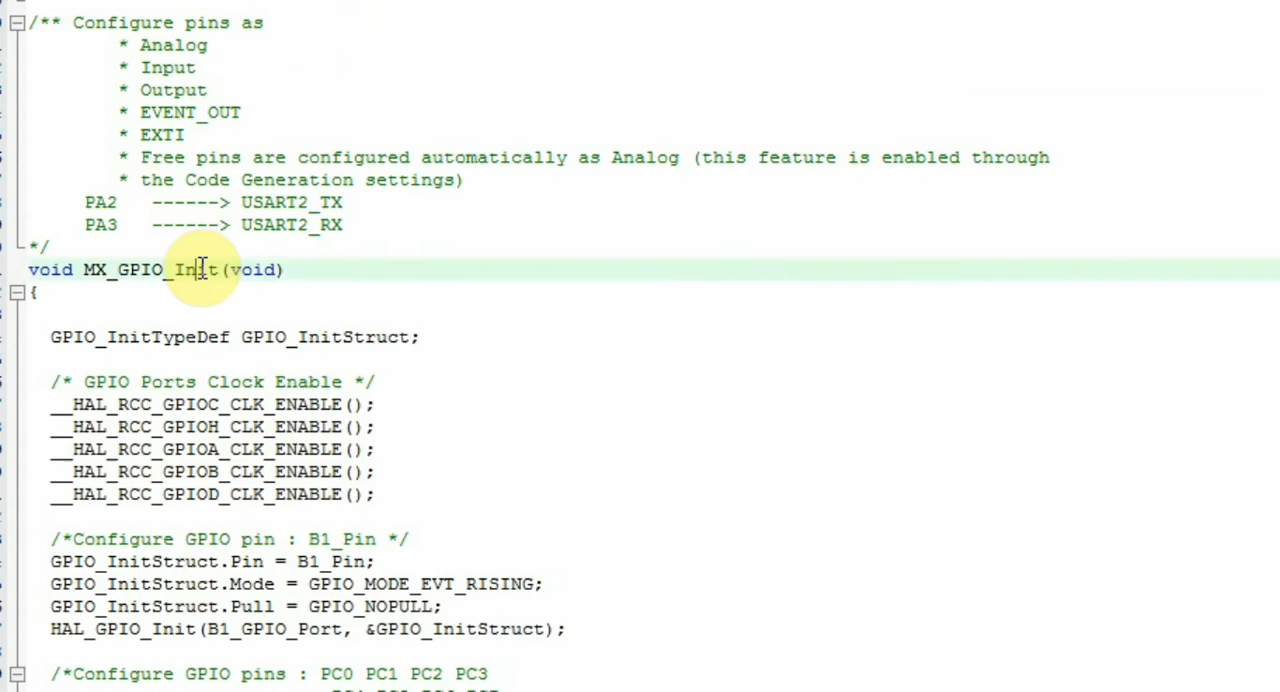 /** Configure pins as
* Analog
* Input
* Output
* EVENT_OUT
* EXTI
* Free pins are configured automatically as Analog (this feature is enabled through
* the Code Generation settings)
PA2 ------> USART2_TX
PA3 ------> USART2_RX
*/
void MX_GPIO_Init(void)
{
GPIO_InitTypeDef GPIO_InitStruct;
/* GPIO Ports Clock Enable */
__HAL_RCC_GPIOC_CLK_ENABLE();
__HAL_RCC_GPIOH_CLK_ENABLE();
__HAL_RCC_GPIOA_CLK_ENABLE();
__HAL_RCC_GPIOB_CLK_ENABLE();
__HAL_RCC_GPIOD_CLK_ENABLE();
/*Configure GPIO pin : B1_Pin */
GPIO_InitStruct.Pin = B1_Pin;
GPIO_InitStruct.Mode = GPIO_MODE_EVT_RISING;
GPIO_InitStruct.Pull = GPIO_NOPULL;
HAL_GPIO_Init(B1_GPIO_Port, &GPIO_InitStruct);
/*Configure GPIO pins : PC0 PC1 PC2 PC3